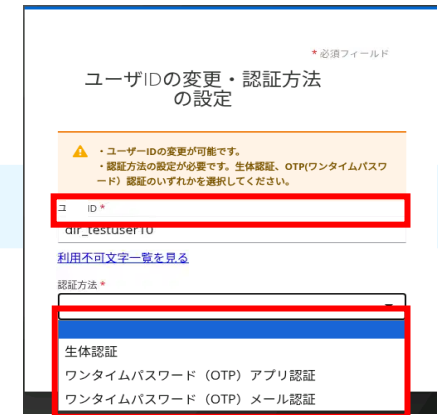 * 必須フィールド
ユーザIDの変更・認証方法
の設定
・ユーザーIDの変更が可能です。
・認証方法の設定が必要です。生体認証、OTP(ワンタイムパスワ
ード）認証のいずれかを選択してください。
ID *
dir_testuser10
利用不可文字一覧を見る
認証方法 *
生体認証
ワンタイムパスワード（OTP）アプリ認証
ワンタイムパスワード（OTP）メール認証